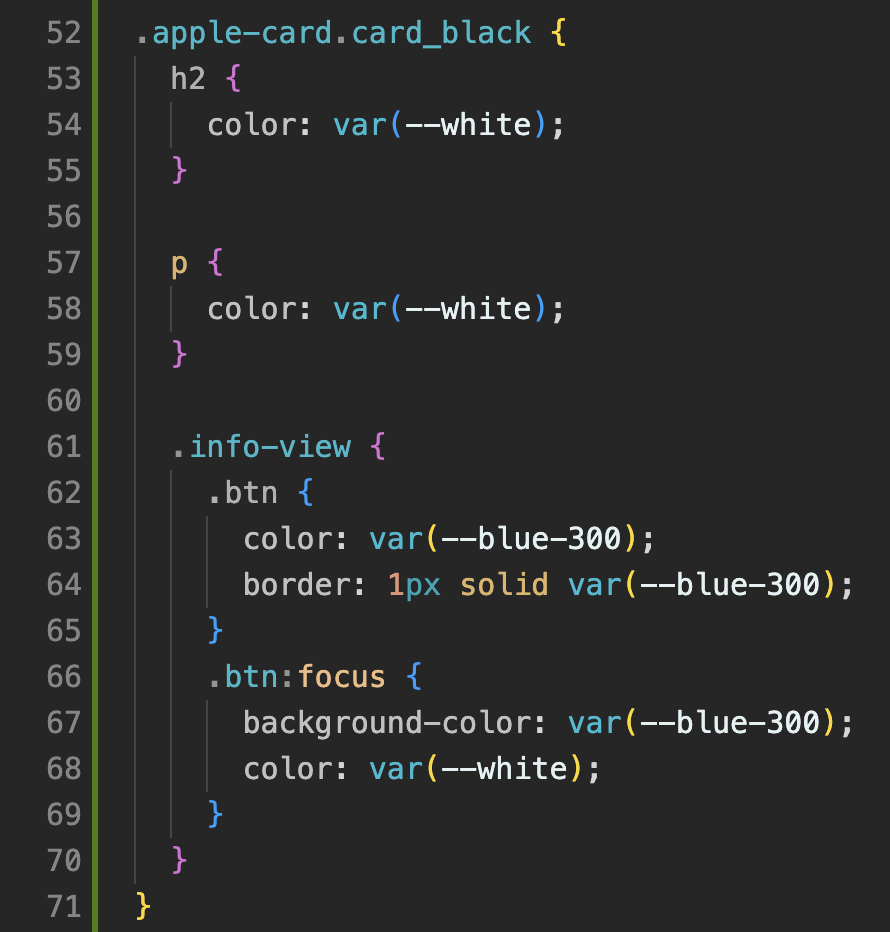 52 .apple-card.card_black {
53 h2 {
54 color: var(--white);
55 }
56
57 p {
58 color: var(--white);
59 }
60
61 .info-view {
62 .btn {
63 color: var(--blue-300);
64 border: 1px solid var(--blue-300);
65 }
66 .btn:focus {
67 background-color: var(--blue-300);
68 color: var(--white);
69 }
70 }
71 }